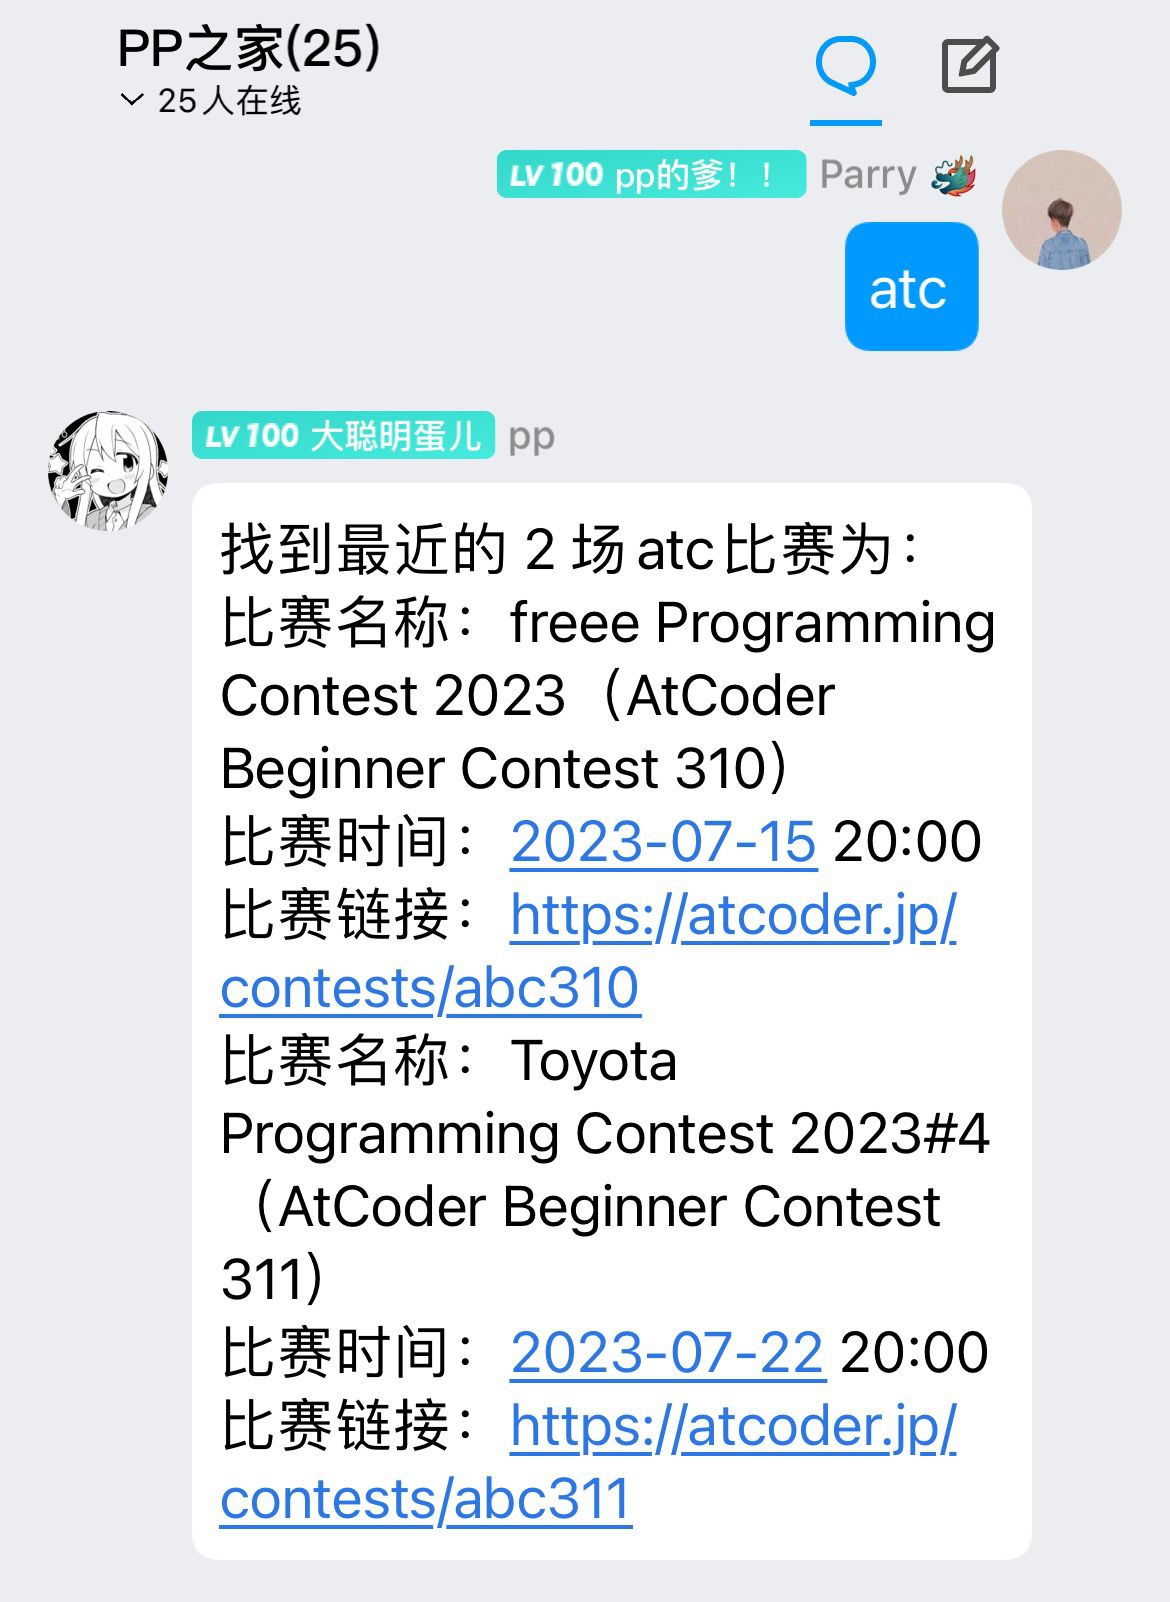 PP之家(25)
25人在线
LV 100 pp的爹！！ Parry
atc
LV 100 大聪明蛋儿 pp
找到最近的 2 场atc比赛为：
比赛名称：freee Programming
Contest 2023（AtCoder
Beginner Contest 310）
比赛时间：2023-07-15 20:00
比赛链接：https://atcoder.jp/
contests/abc310
比赛名称：Toyota
Programming Contest 2023#4
（AtCoder Beginner Contest
311）
比赛时间：2023-07-22 20:00
比赛链接：https://atcoder.jp/
contests/abc311